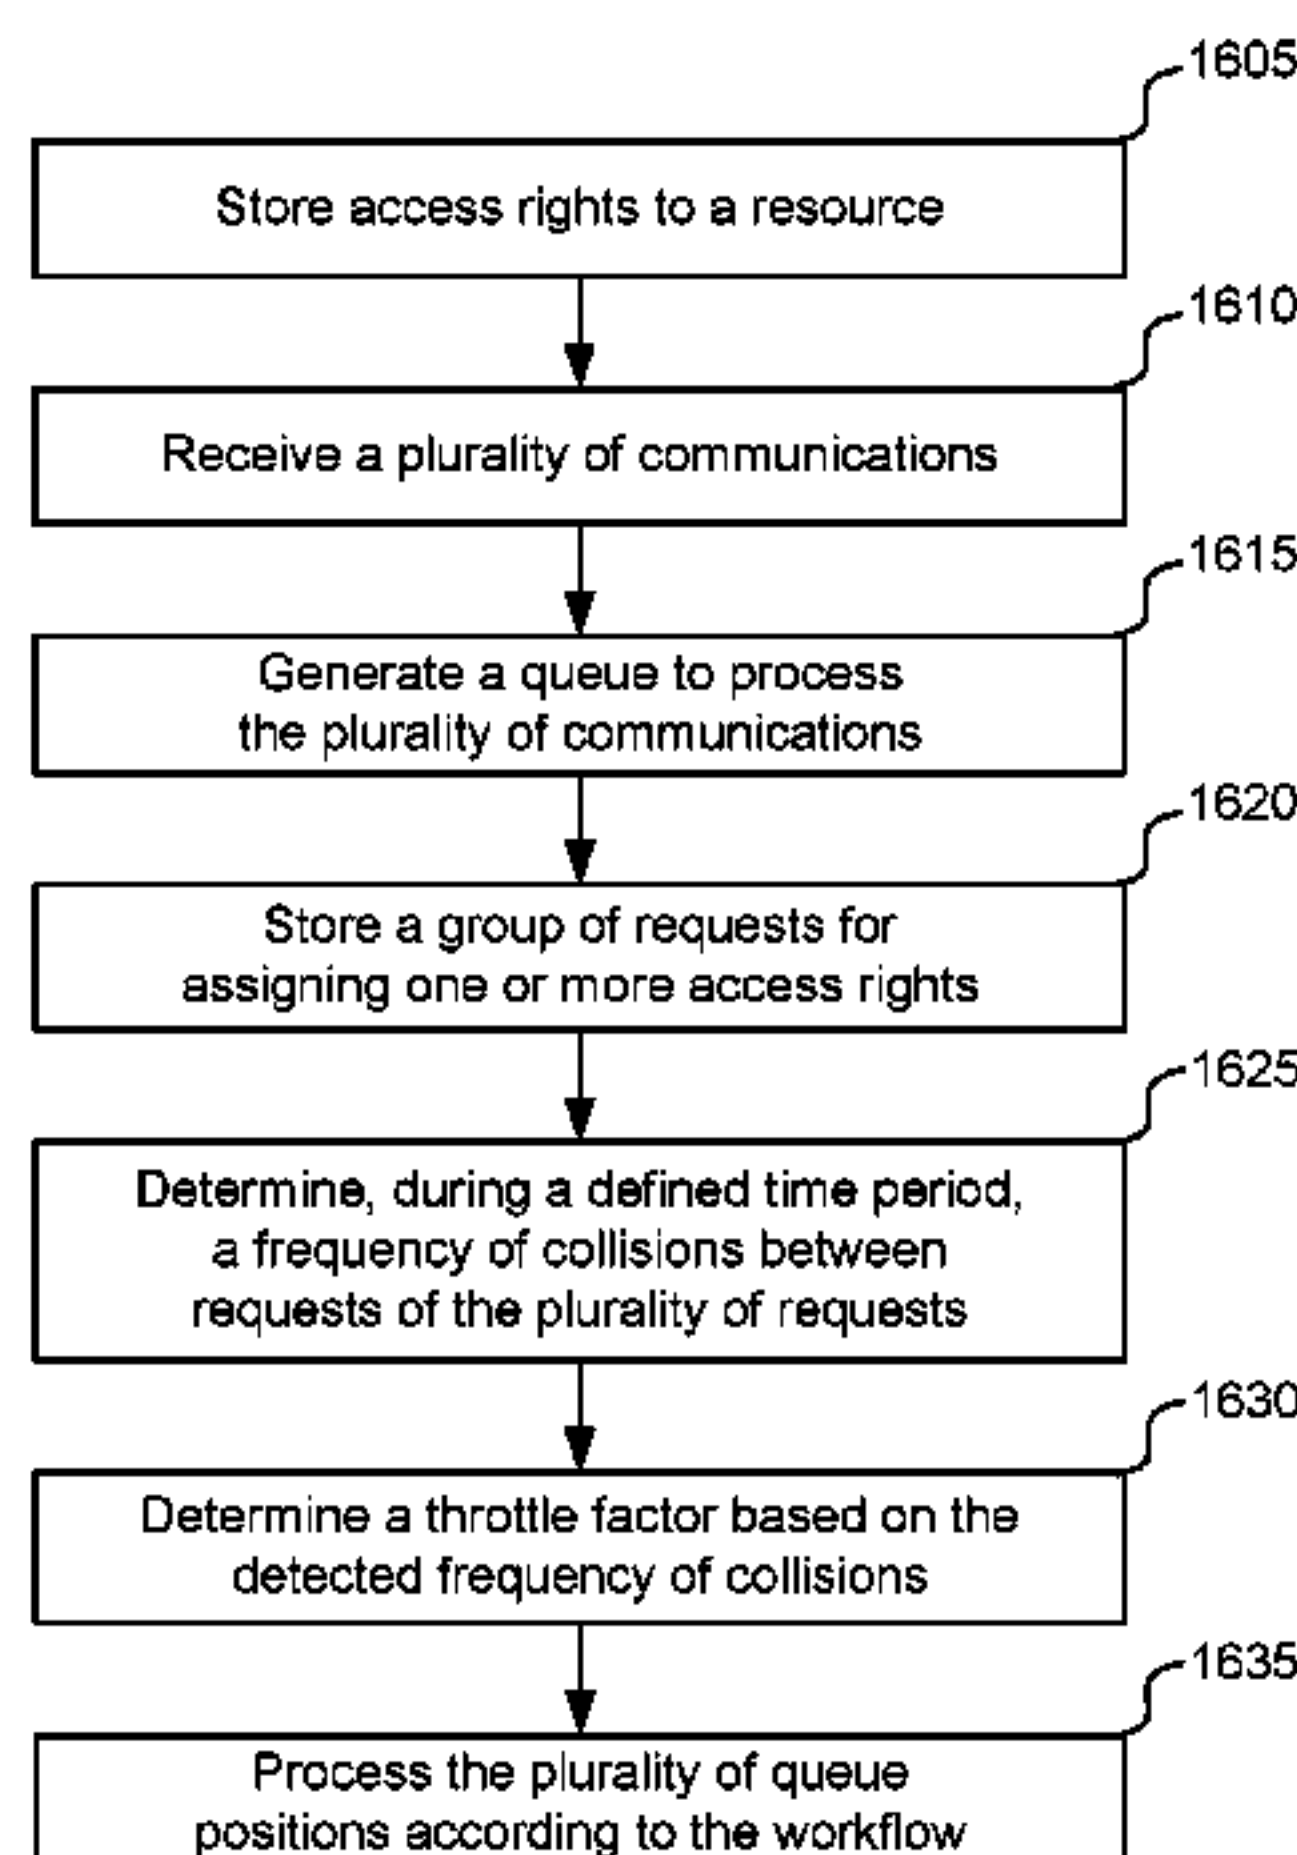 1605
Store access rights to a resource
1610
Receive a plurality of communications
1615
Generate a queue to process
the plurality of communications
1620
Store a group of requests for
assigning one or more access rights
1625
Determine, during a defined time period,
a frequency of collisions between
requests of the plurality of requests
1630
Determine a throttle factor based on the
detected frequency of collisions
1635
Process the plurality of queue
positions according to the workflow